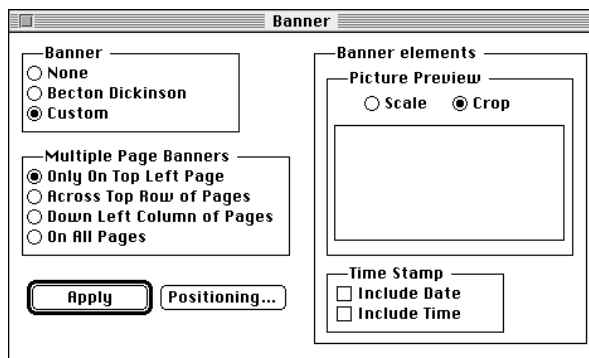 Banner
Banner
None
Becton Dickinson
Custom
Multiple Page Banners
Only On Top Left Page
Across Top Row of Pages
Down Left Column of Pages
On All Pages
Apply
Positioning...
Banner elements
Picture Preview
Scale
Crop
Time Stamp
Include Date
Include Time